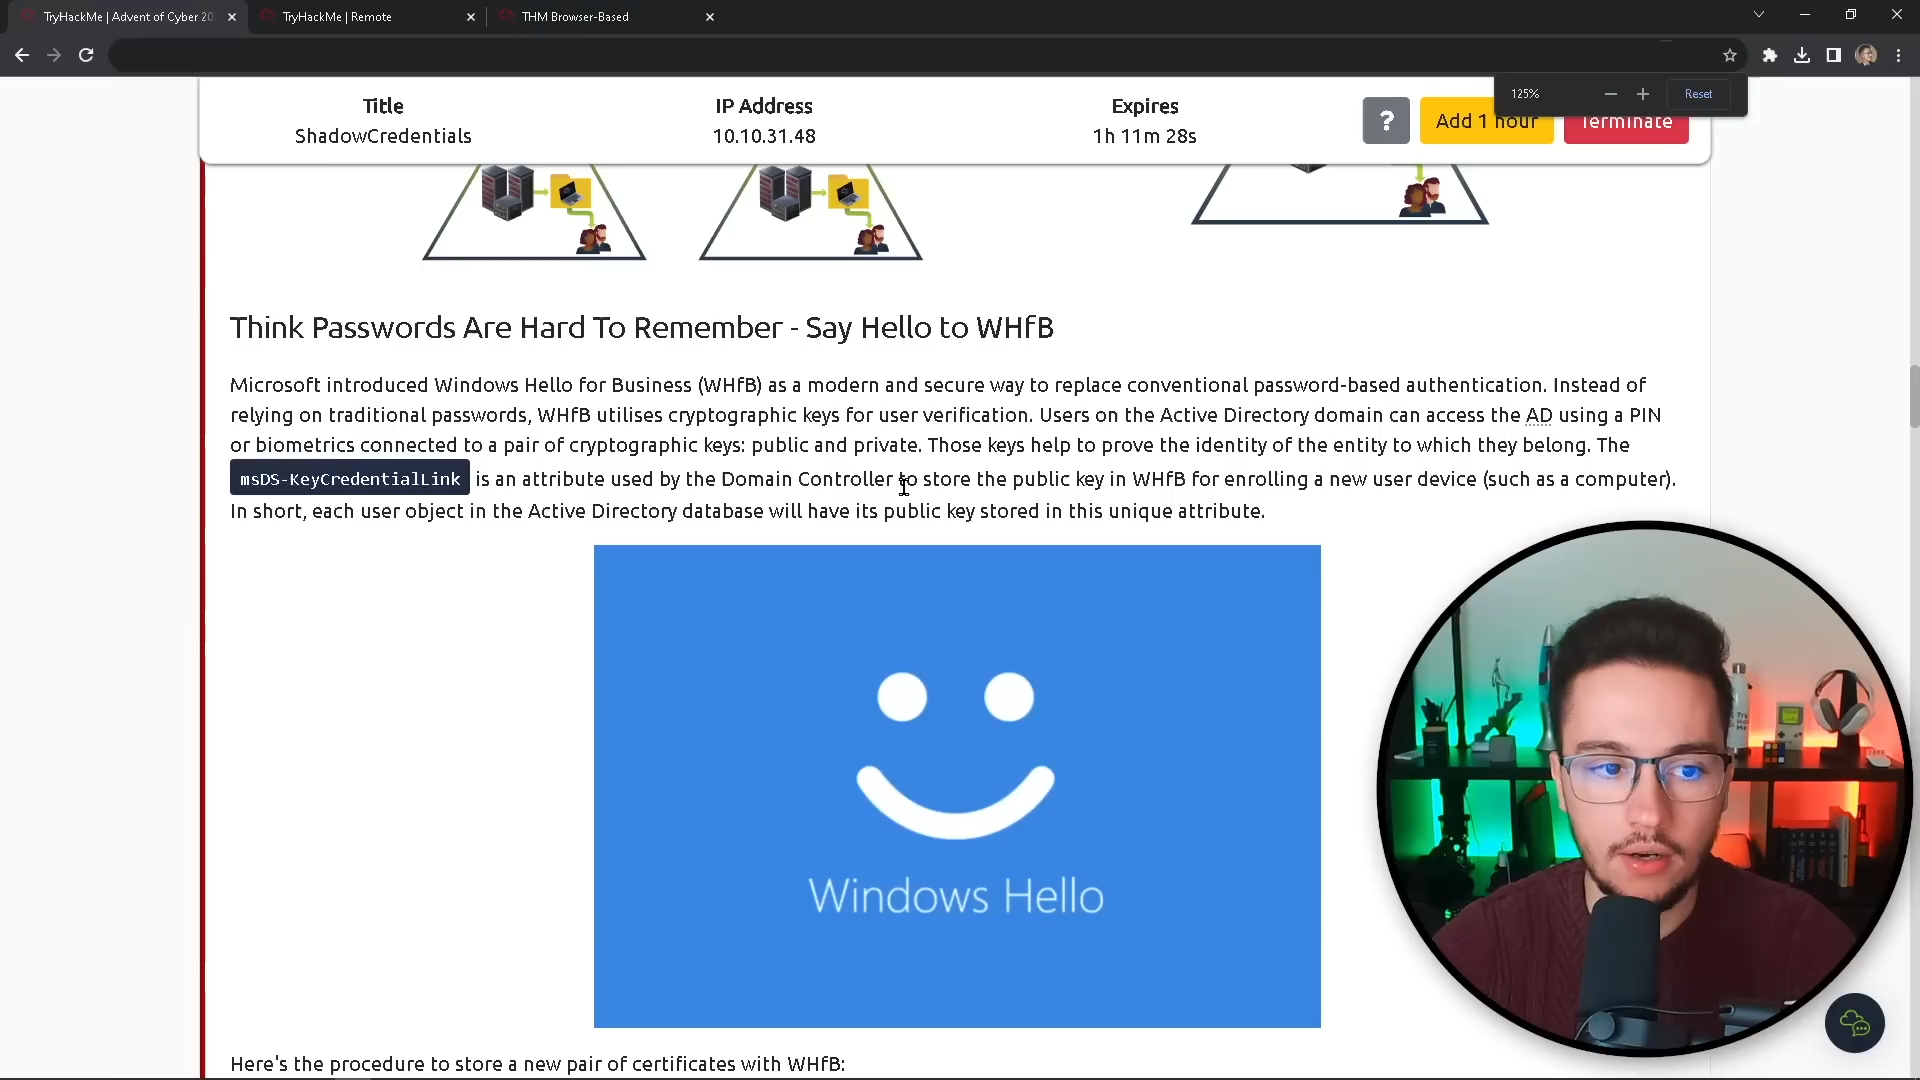 TryHackMe | Advent of Cyber 20
TryHackMe | Remote
THM Browser-Based
125%
Reset
Title
IP Address
Expires
ShadowCredentials
10.10.31.48
1h 11m 28s
?
Add 1 hour
Terminate
Think Passwords Are Hard To Remember - Say Hello to WHfB
Microsoft introduced Windows Hello for Business (WHfB) as a modern and secure way to replace conventional password-based authentication. Instead of
relying on traditional passwords, WHfB utilises cryptographic keys for user verification. Users on the Active Directory domain can access the AD using a PIN
or biometrics connected to a pair of cryptographic keys: public and private. Those keys help to prove the identity of the entity to which they belong. The
msDS-KeyCredentialLink is an attribute used by the Domain Controller to store the public key in WHfB for enrolling a new user device (such as a computer).
In short, each user object in the Active Directory database will have its public key stored in this unique attribute.
Windows Hello
Here's the procedure to store a new pair of certificates with WHfB: